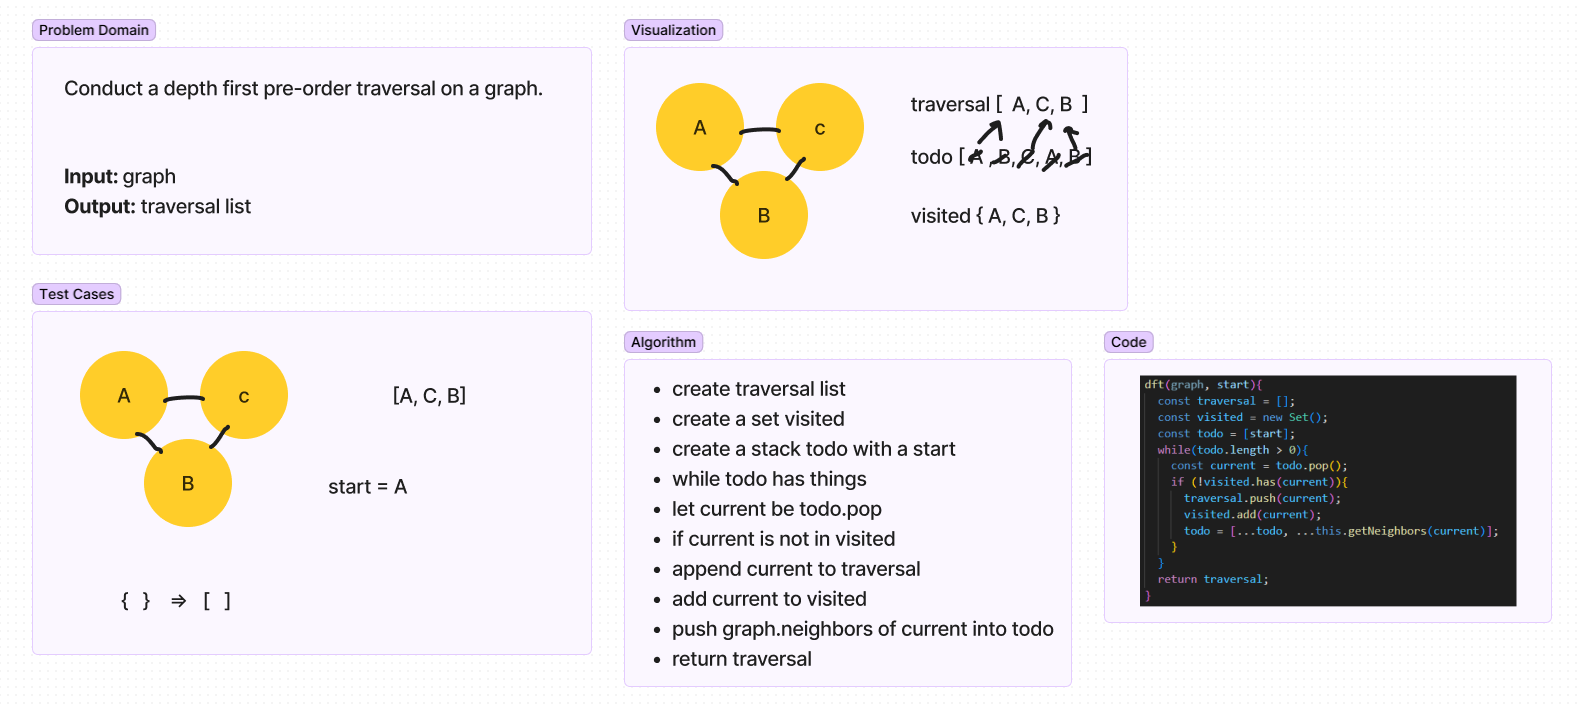 Problem Domain
Conduct a depth first pre-order traversal on a graph.
Input: graph
Output: traversal list
Visualization
A
c
B
traversal [ A, C, B ]
todo [ A, B, C, A, B ]
visited { A, C, B }
Test Cases
A
c
B
[A, C, B]
start = A
{ } => [ ]
Algorithm
• create traversal list
• create a set visited
• create a stack todo with a start
• while todo has things
• let current be todo.pop
• if current is not in visited
• append current to traversal
• add current to visited
• push graph.neighbors of current into todo
• return traversal
Code
dft(graph, start){
const traversal = [];
const visited = new Set();
const todo = [start];
while(todo.length > 0){
const current = todo.pop();
if (!visited.has(current)){
traversal.push(current);
visited.add(current);
todo = [...todo, ...this.getNeighbors(current)];
}
}
return traversal;
}